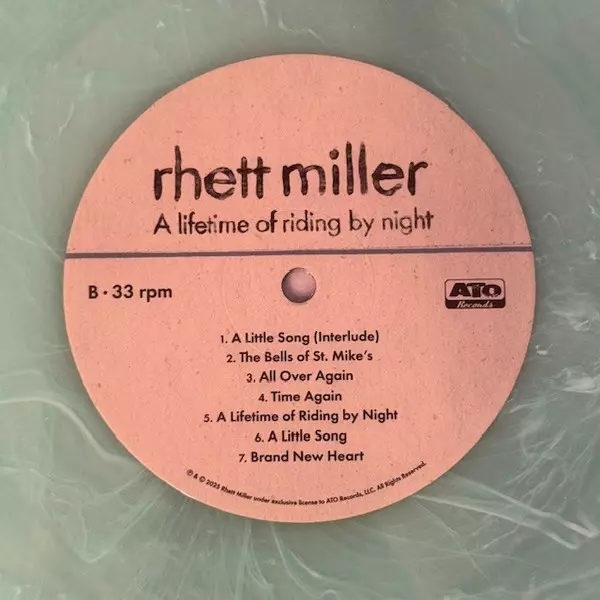 rhett miller
A lifetime of riding by night
B • 33 rpm
ATO
Records
1. A Little Song (Interlude)
2. The Bells of St. Mike's
3. All Over Again
4. Time Again
5. A Lifetime of Riding by Night
6. A Little Song
7. Brand New Heart
℗ & © 2025 Rhett Miller under exclusive license to ATO Records, LLC. All Rights Reserved.